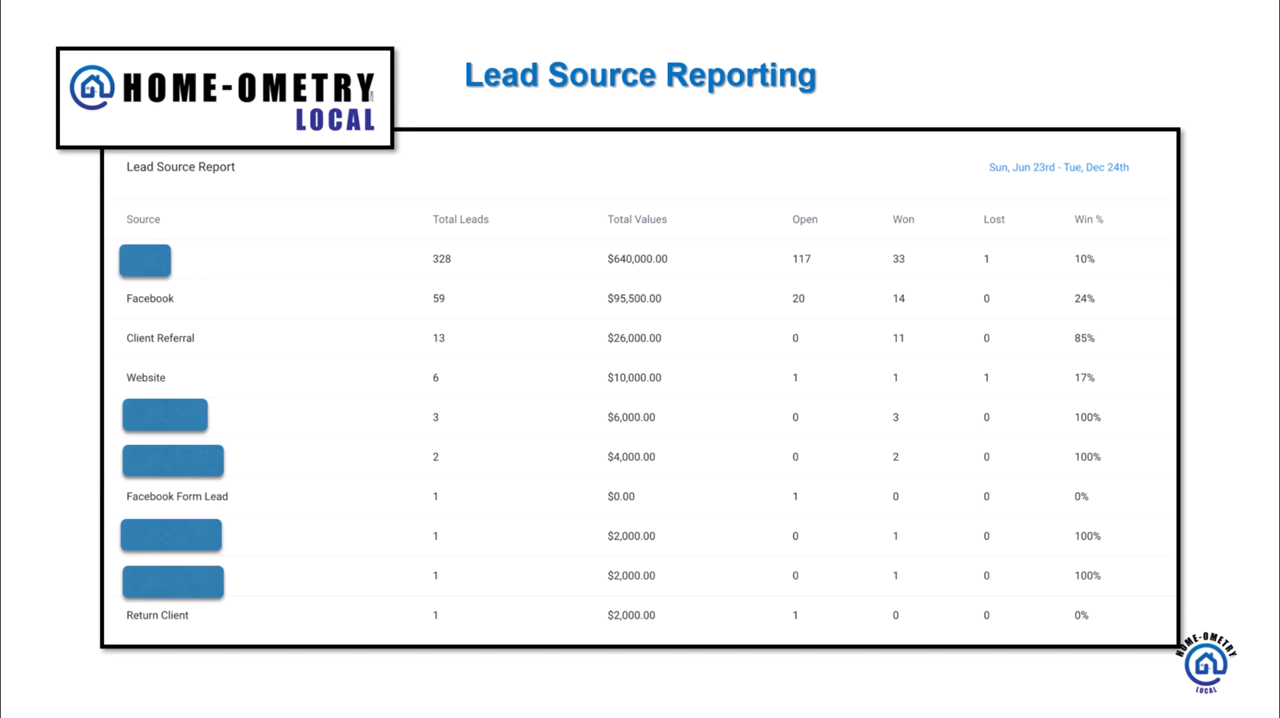 HOME-OMETRY
LOCAL
Lead Source Reporting
Lead Source Report Sun, Jun 23rd - Tue, Dec 24th
Source Total Leads Total Values Open Won Lost Win %
328 $640,000.00 117 33 1 10%
Facebook 59 $95,500.00 20 14 0 24%
Client Referral 13 $26,000.00 0 11 0 85%
Website 6 $10,000.00 1 1 1 17%
3 $6,000.00 0 3 0 100%
2 $4,000.00 0 2 0 100%
Facebook Form Lead 1 $0.00 1 0 0 0%
1 $2,000.00 0 1 0 100%
1 $2,000.00 0 1 0 100%
Return Client 1 $2,000.00 1 0 0 0%
HOME-OMETRY
LOCAL